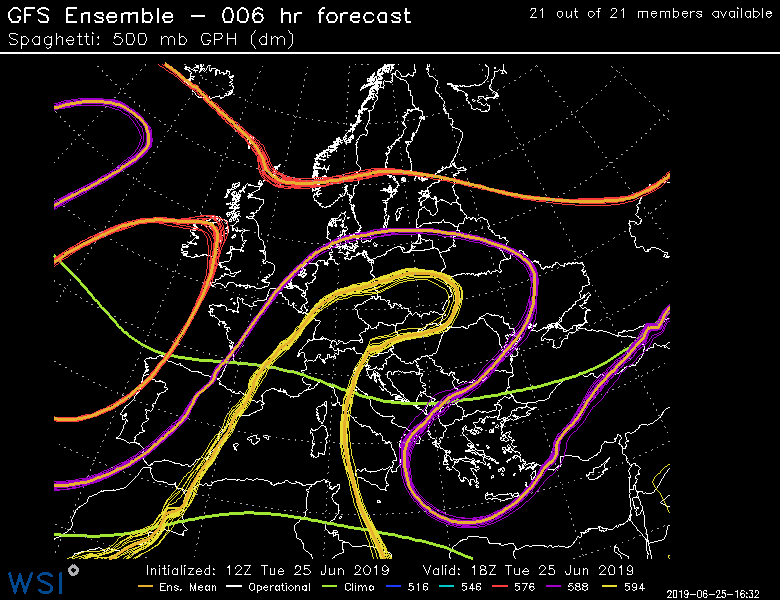 GFS Ensemble – 006 hr forecast
21 out of 21 members available
Spaghetti: 500 mb GPH (dm)
Initialized: 12Z Tue 25 Jun 2019 Valid: 18Z Tue 25 Jun 2019
WSI
Ens. Mean Operational Climo 516 546 576 588 594
2019-06-25-16:32